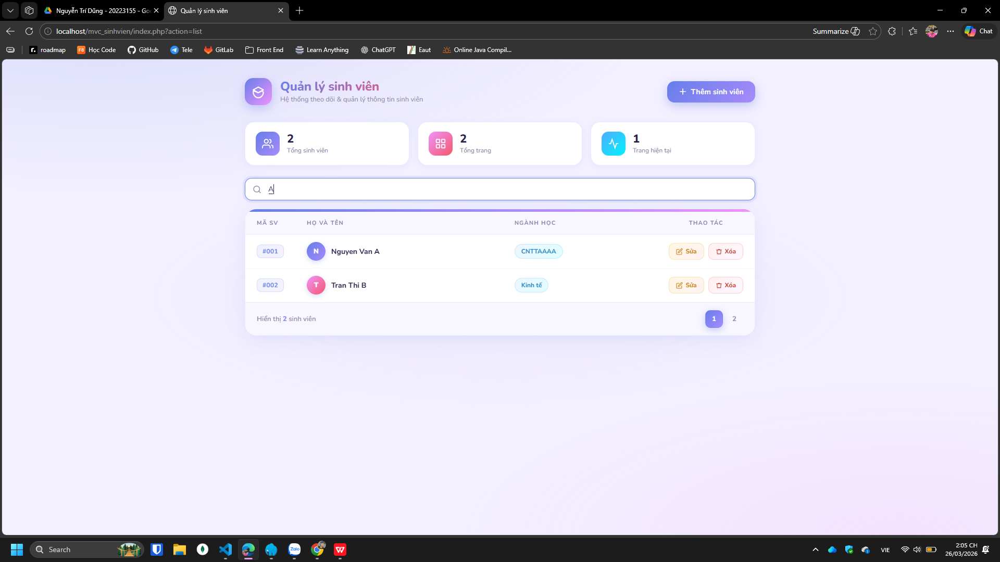 Nguyễn Trí Dũng - 20223155 - Goo
Quản lý sinh viên
localhost/mvc_sinhvien/index.php?action=list
Summarize
Chat
roadmap
F8 Học Code
GitHub
Tele
GitLab
Front End
Learn Anything
ChatGPT
Eaut
Online Java Compil...
Quản lý sinh viên
Hệ thống theo dõi & quản lý thông tin sinh viên
Thêm sinh viên
2
Tổng sinh viên
2
Tổng trang
1
Trang hiện tại
A
MÃ SV HỌ VÀ TÊN NGÀNH HỌC THAO TÁC
#001 N Nguyen Van A CNTTAAAA Sửa Xóa
#002 T Tran Thi B Kinh tế Sửa Xóa
Hiển thị 2 sinh viên 1 2
Search
Zalo
VIE
2:05 CH
26/03/2026